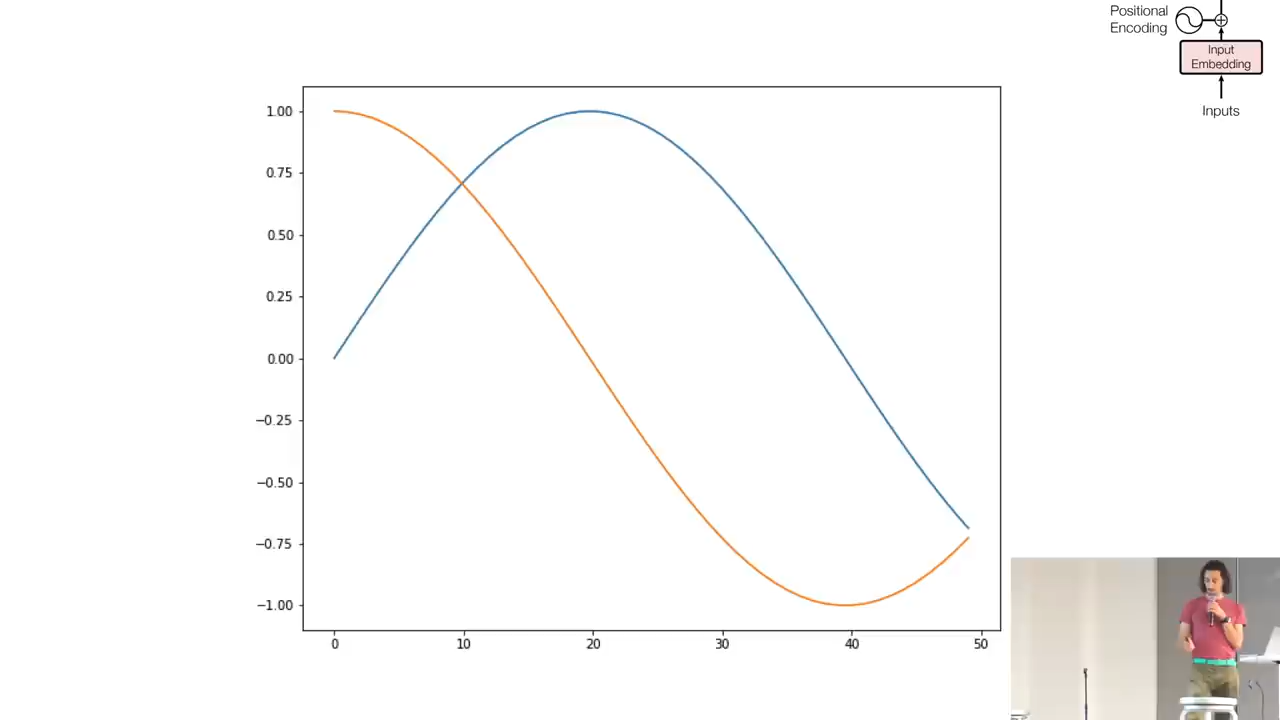 Positional
Encoding
Input
Embedding
Inputs
1.00
0.75
0.50
0.25
0.00
−0.25
−0.50
−0.75
−1.00
0 10 20 30 40 50